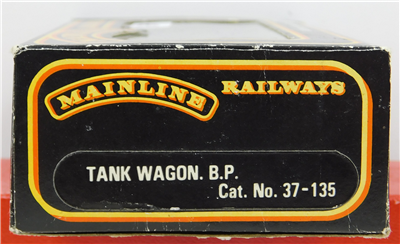 MAINLINE RAILWAYS
TANK WAGON. B.P.
Cat. No. 37-135